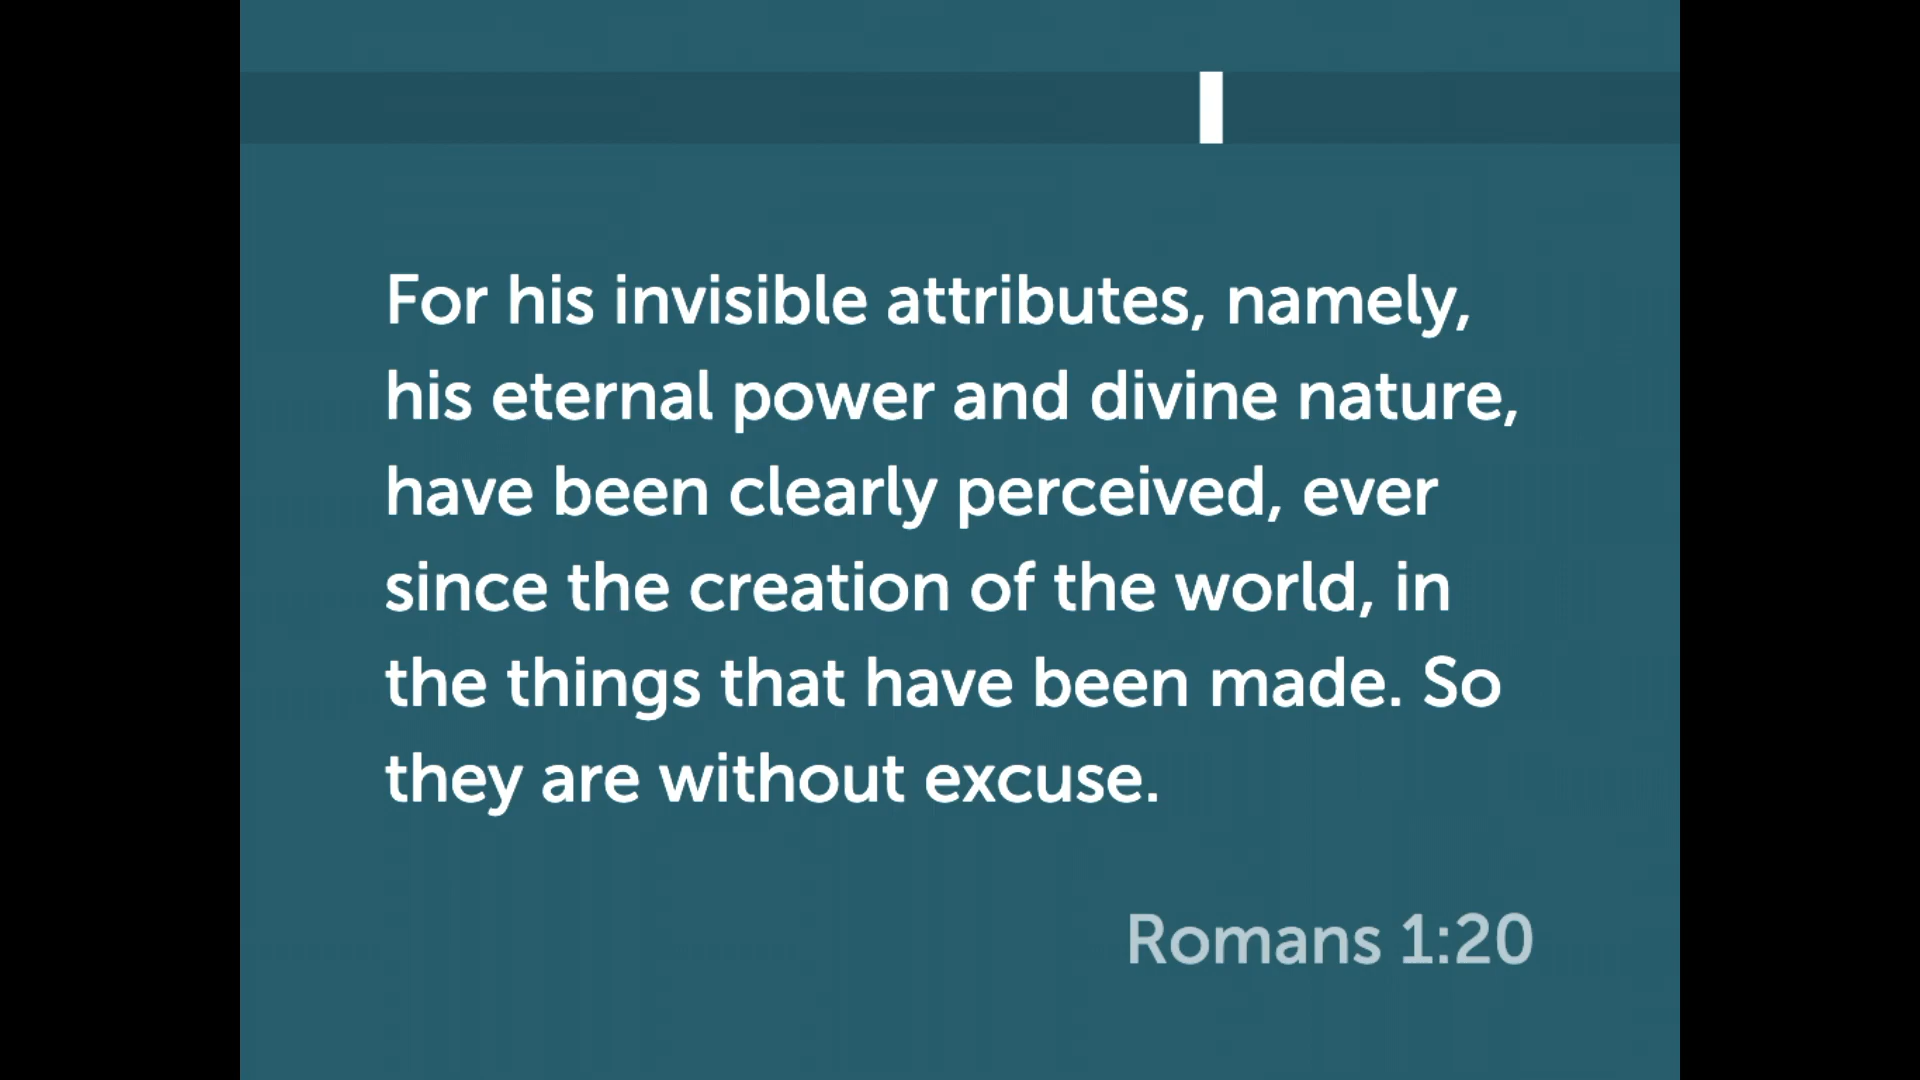 For his invisible attributes, namely,
his eternal power and divine nature,
have been clearly perceived, ever
since the creation of the world, in
the things that have been made. So
they are without excuse.
Romans 1:20